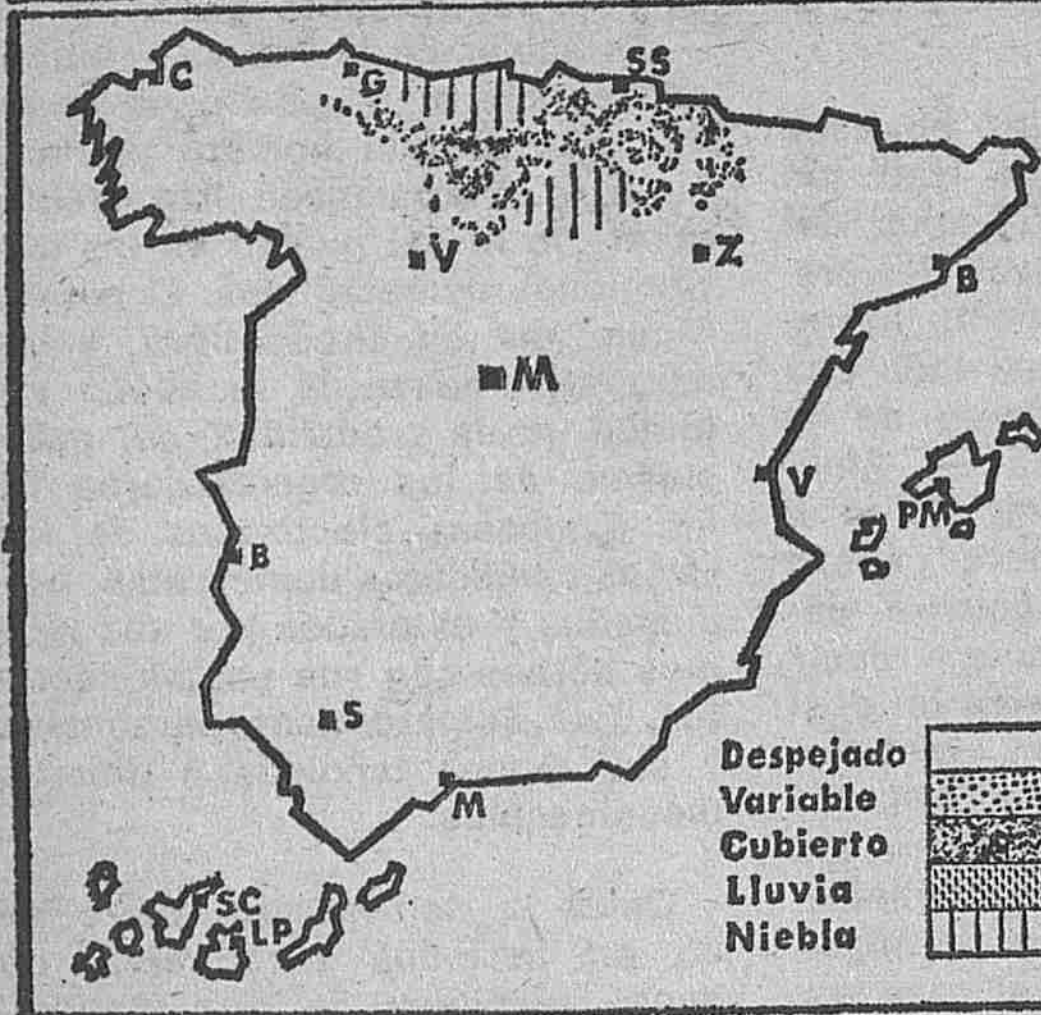 SS
C
G
V
Z
B
M
V
PM
B
S
M
SC
LP
Despejado
Variable
Cubierto
Lluvia
Niebla